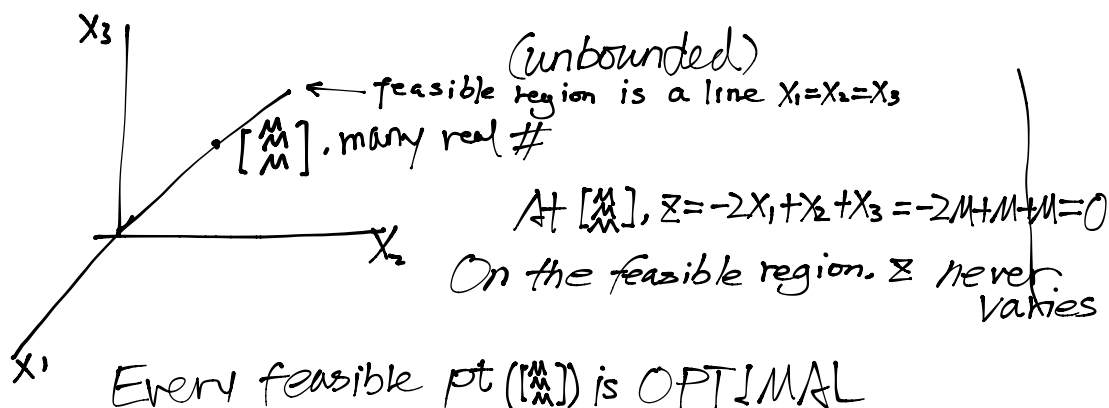 X₃
(unbounded)
← feasible region is a line X₁=X₂=X₃
[M M M], many real #
At [M M M], z=-2X₁+X₂+X₃=-2M+M+M=0
X₂
On the feasible region. z never
varies
X₁
Every feasible pt ([M M M]) is OPTIMAL